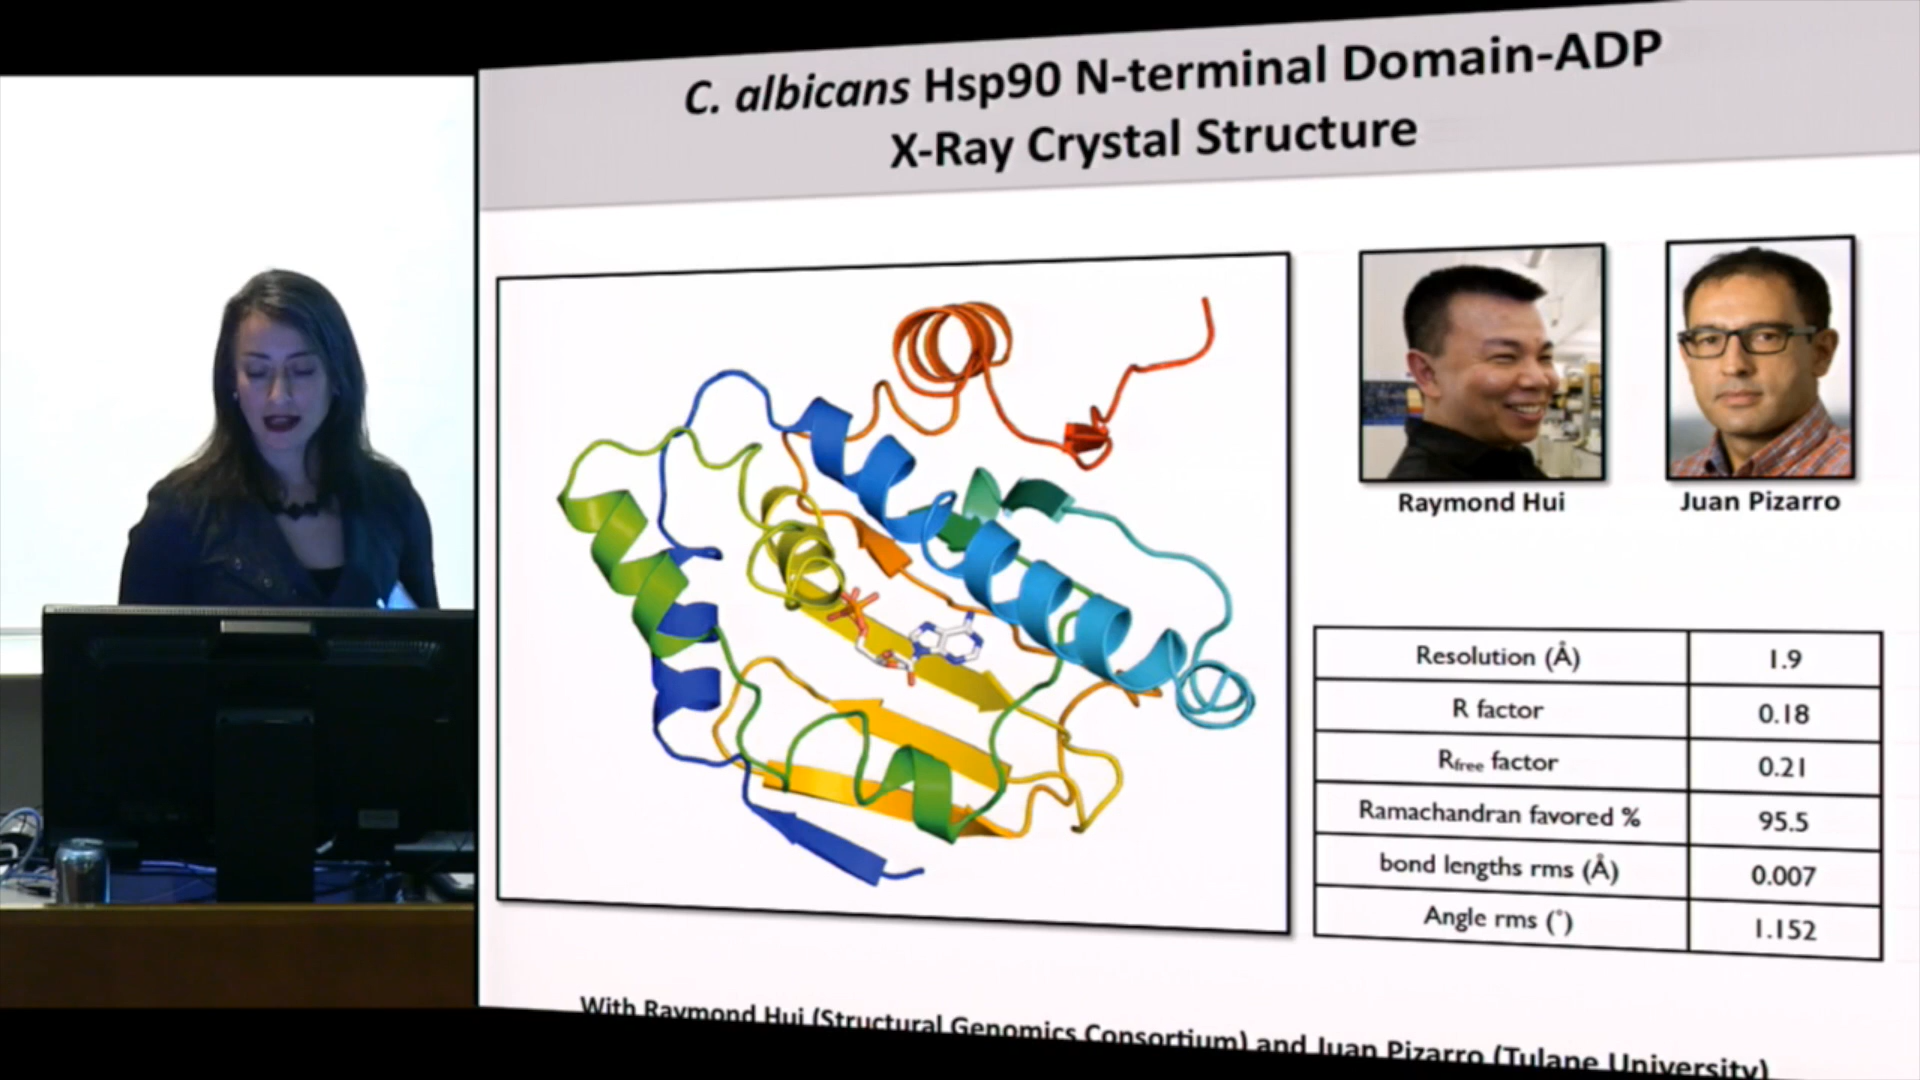 C. albicans Hsp90 N-terminal Domain-ADP
X-Ray Crystal Structure
Raymond Hui
Juan Pizarro
Resolution (Å) 1.9
R factor 0.18
Rfree factor 0.21
Ramachandran favored % 95.5
bond lengths rms (Å) 0.007
Angle rms (°) 1.152
With Raymond Hui (Structural Genomics Consortium) and Juan Pizarro (Tulane University)